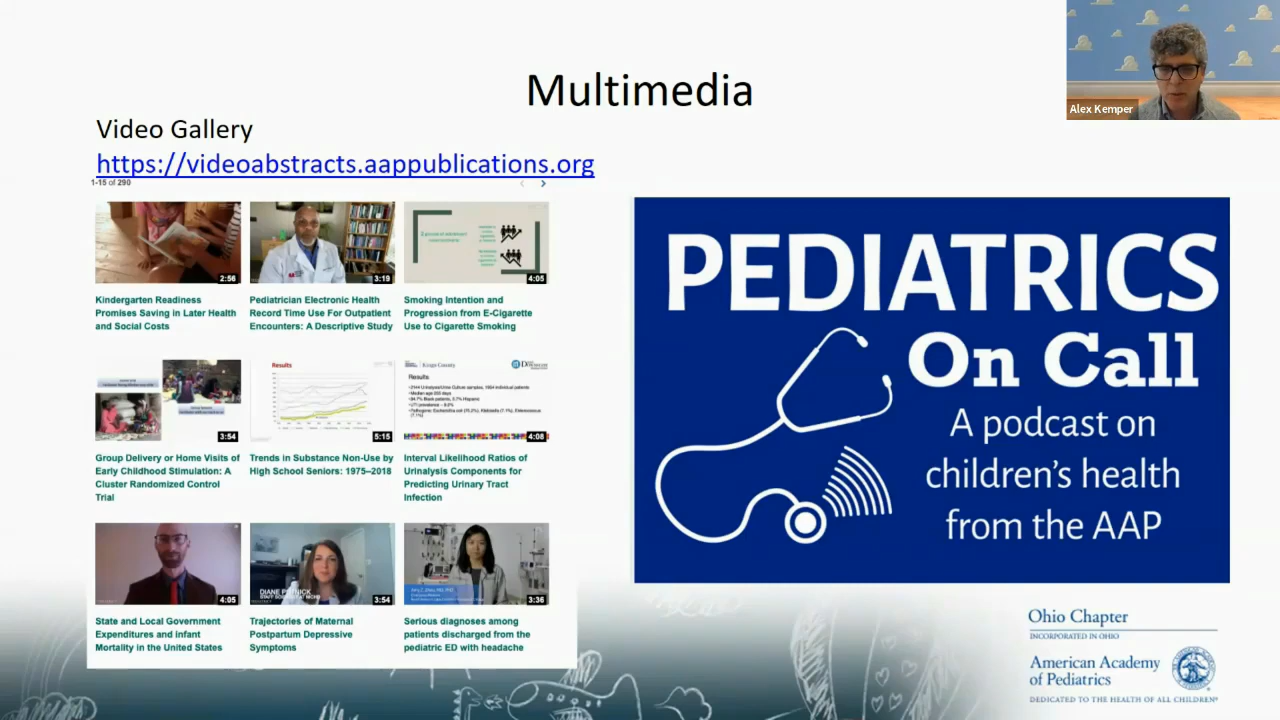 Multimedia
Alex Kemper
Video Gallery
https://videoabstracts.aappublications.org
1-15 of 290
2:56
3:19
4:05
Kindergarten Readiness
Promises Saving in Later Health
and Social Costs
Pediatrician Electronic Health
Record Time Use For Outpatient
Encounters: A Descriptive Study
Smoking Intention and
Progression from E-Cigarette
Use to Cigarette Smoking
Results
Results
3:54
5:15
4:08
Group Delivery or Home Visits of
Early Childhood Stimulation: A
Cluster Randomized Control
Trial
Trends in Substance Non-Use by
High School Seniors: 1975–2018
Interval Likelihood Ratios of
Urinalysis Components for
Predicting Urinary Tract
Infection
DIANE
4:05
3:54
3:36
State and Local Government
Expenditures and infant
Mortality in the United States
Trajectories of Maternal
Postpartum Depressive
Symptoms
Serious diagnoses among
patients discharged from the
pediatric ED with headache
PEDIATRICS
On Call
A podcast on
children's health
from the AAP
Ohio Chapter
INCORPORATED IN OHIO
American Academy
of Pediatrics
DEDICATED TO THE HEALTH OF ALL CHILDREN®